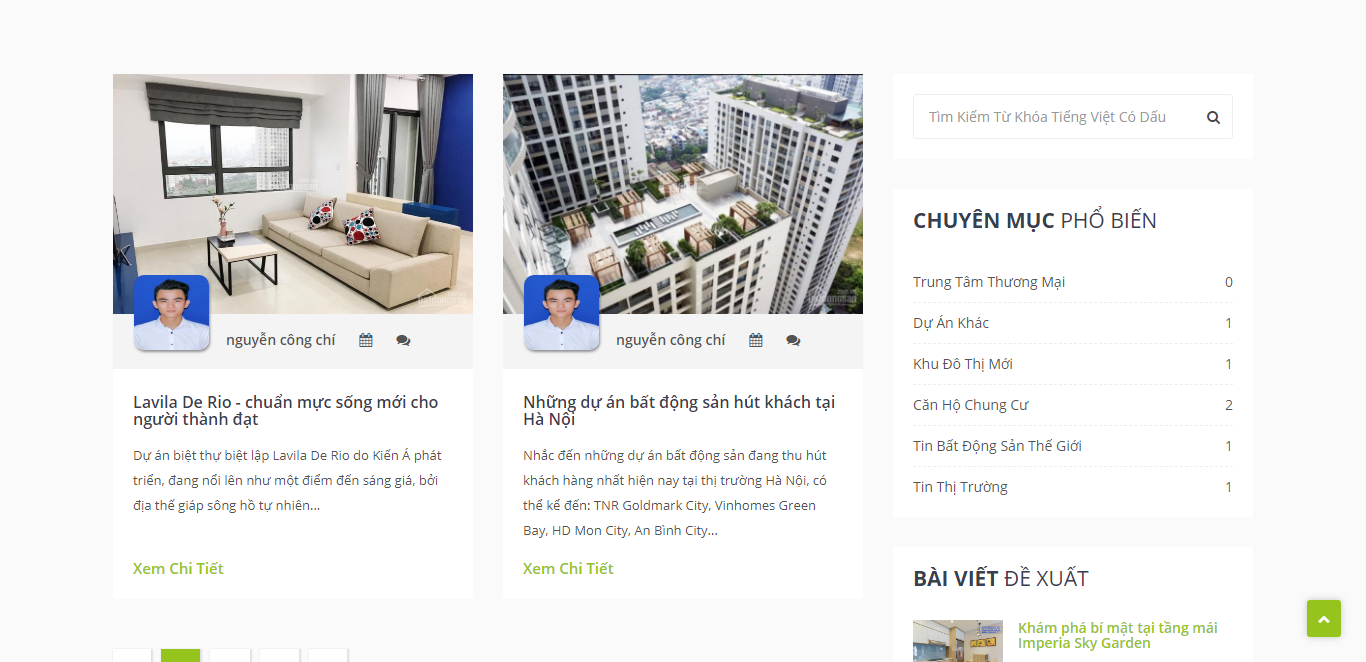 nguyễn công chí
Lavila De Rio - chuẩn mực sống mới cho
người thành đạt
Dự án biệt thự biệt lập Lavila De Rio do Kiến Á phát
triển, đang nổi lên như một điểm đến sáng giá, bởi
địa thế giáp sông hồ tự nhiên...
Xem Chi Tiết
nguyễn công chí
Những dự án bất động sản hút khách tại
Hà Nội
Nhắc đến những dự án bất động sản đang thu hút
khách hàng nhất hiện nay tại thị trường Hà Nội, có
thể kể đến: TNR Goldmark City, Vinhomes Green
Bay, HD Mon City, An Bình City...
Xem Chi Tiết
Tìm Kiếm Từ Khóa Tiếng Việt Có Dấu
CHUYÊN MỤC PHỔ BIẾN
Trung Tâm Thương Mại 0
Dự Án Khác 1
Khu Đô Thị Mới 1
Căn Hộ Chung Cư 2
Tin Bất Động Sản Thế Giới 1
Tin Thị Trường 1
BÀI VIẾT ĐỀ XUẤT
Khám phá bí mật tại tầng mái
Imperia Sky Garden